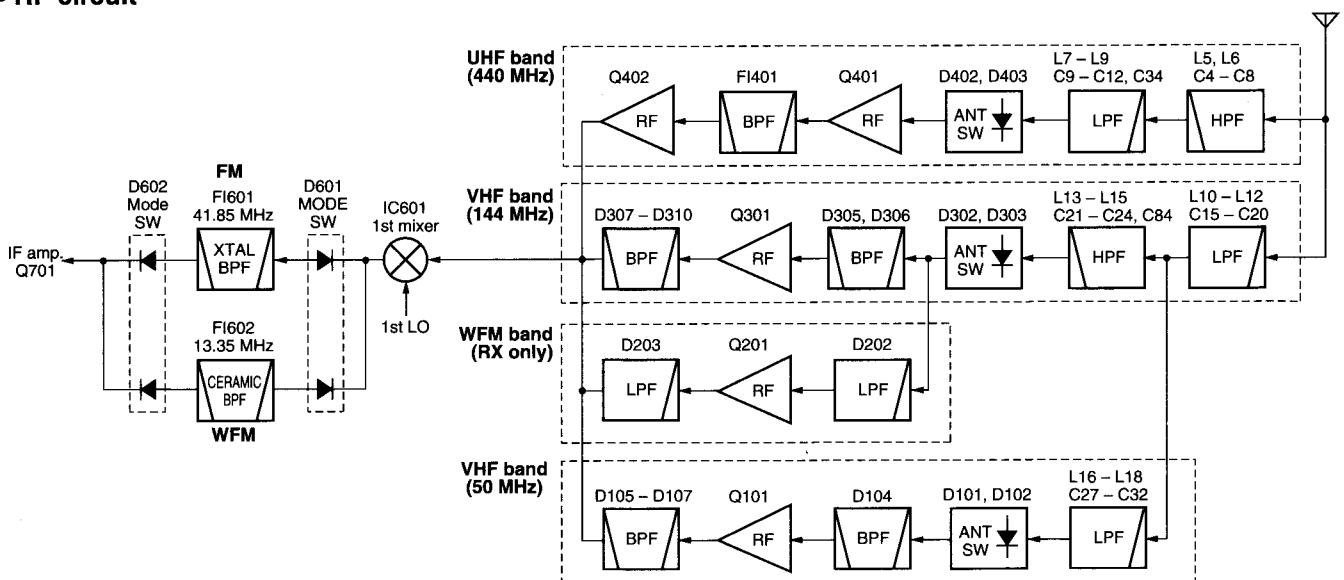 UHF band
(440 MHz)
Q402
RF
FI401
BPF
Q401
RF
D402, D403
ANT
SW
L7 – L9
C9 – C12, C34
LPF
L5, L6
C4 – C8
HPF
VHF band
(144 MHz)
D307 – D310
BPF
Q301
RF
D305, D306
BPF
D302, D303
ANT
SW
L13 – L15
C21 – C24, C84
HPF
L10 – L12
C15 – C20
LPF
FM
D602
Mode
SW
FI601
41.85 MHz
XTAL
BPF
D601
MODE
SW
IC601
1st mixer
1st LO
IF amp.
Q701
FI602
13.35 MHz
CERAMIC
BPF
WFM
WFM band
(RX only)
D203
LPF
Q201
RF
D202
LPF
VHF band
(50 MHz)
D105 – D107
BPF
Q101
RF
D104
BPF
D101, D102
ANT
SW
L16 – L18
C27 – C32
LPF